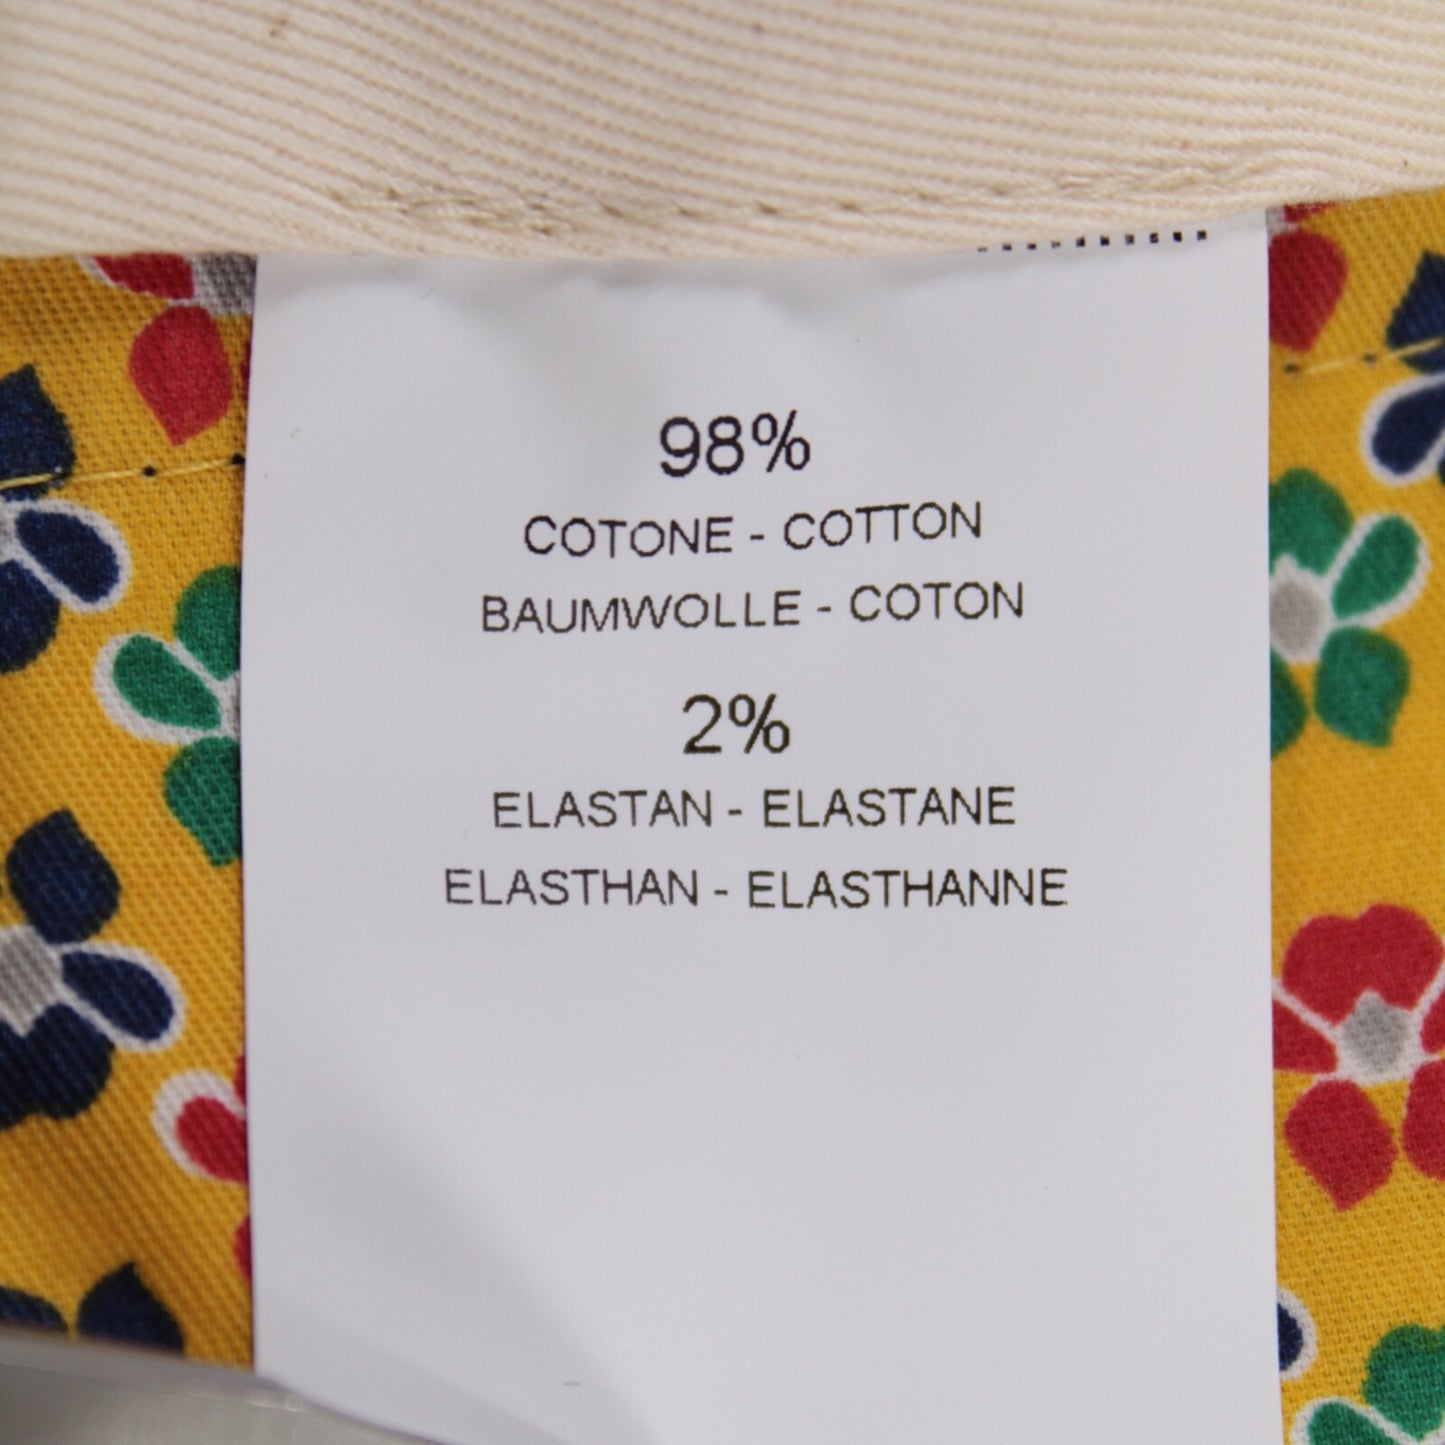 98%
COTONE - COTTON
BAUMWOLLE - COTON
2%
ELASTAN - ELASTANE
ELASTHAN - ELASTHANNE